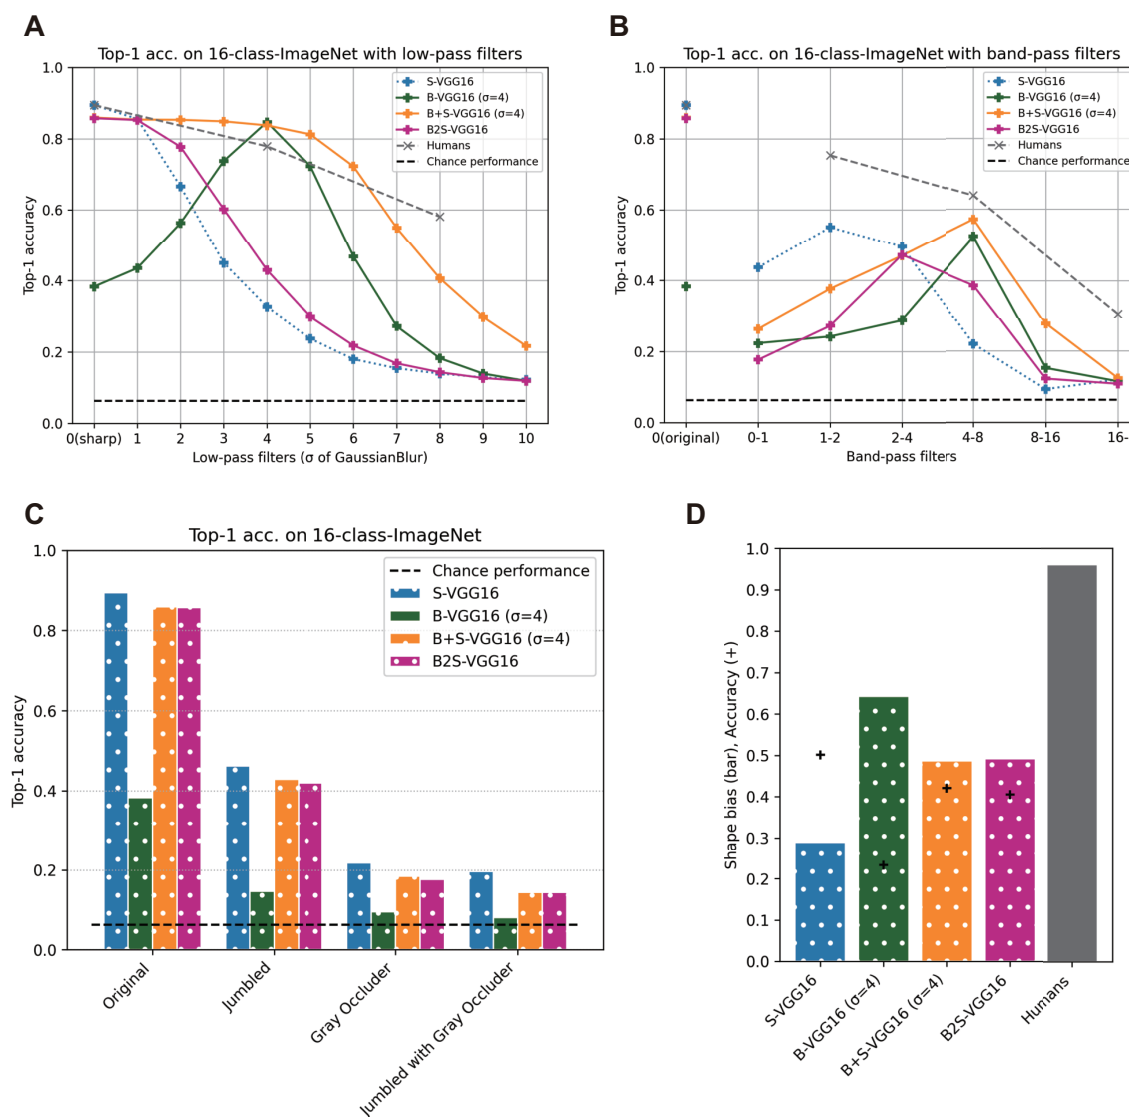 A
Top-1 acc. on 16-class-ImageNet with low-pass filters
1.0
0.8
0.6
0.4
0.2
0.0
Top-1 accuracy
S-VGG16
B-VGG16 (σ=4)
B+S-VGG16 (σ=4)
B2S-VGG16
Humans
Chance performance
0(sharp) 1 2 3 4 5 6 7 8 9 10
Low-pass filters (σ of GaussianBlur)
B
Top-1 acc. on 16-class-ImageNet with band-pass filters
1.0
0.8
0.6
0.4
0.2
0.0
Top-1 accuracy
S-VGG16
B-VGG16 (σ=4)
B+S-VGG16 (σ=4)
B2S-VGG16
Humans
Chance performance
0(original) 0-1 1-2 2-4 4-8 8-16 16-
Band-pass filters
C
Top-1 acc. on 16-class-ImageNet
1.0
0.8
0.6
0.4
0.2
0.0
Top-1 accuracy
Chance performance
S-VGG16
B-VGG16 (σ=4)
B+S-VGG16 (σ=4)
B2S-VGG16
Original
Jumbled
Gray Occluder
Jumbled with Gray Occluder
D
1.0
0.9
0.8
0.7
0.6
0.5
0.4
0.3
0.2
0.1
0.0
Shape bias (bar), Accuracy (+)
S-VGG16
B-VGG16 (σ=4)
B+S-VGG16 (σ=4)
B2S-VGG16
Humans